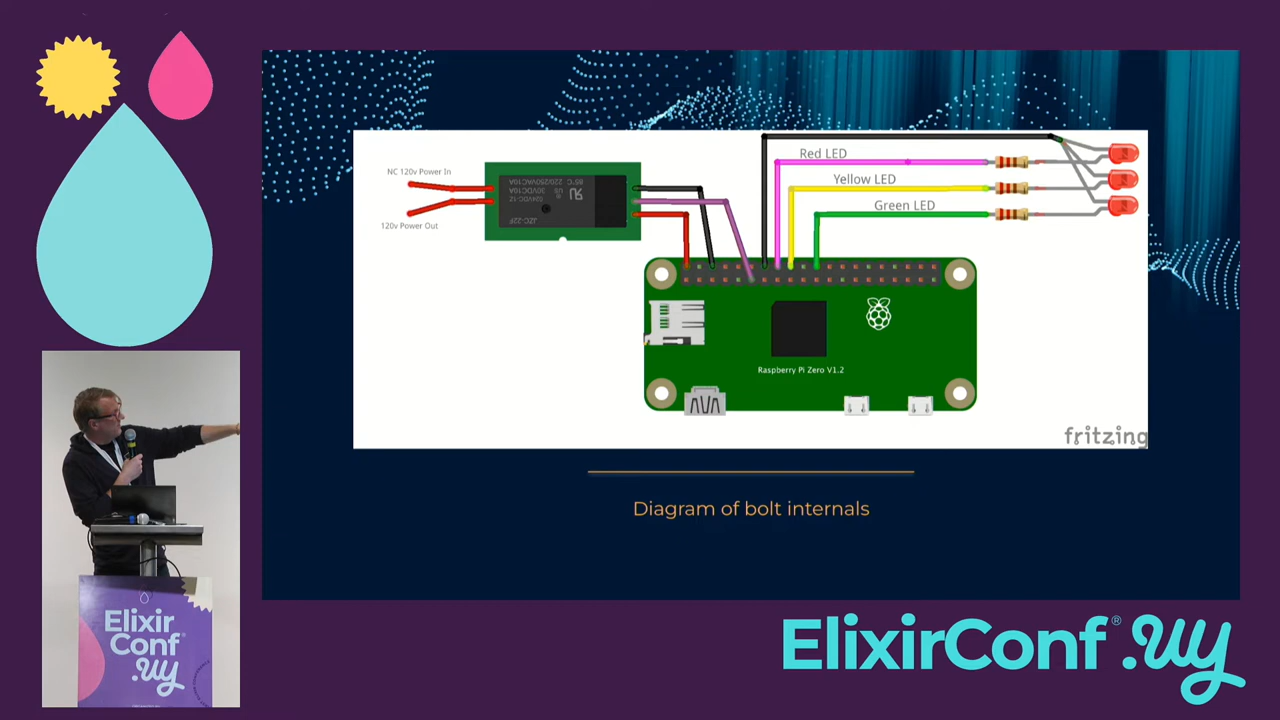 NC 120v Power In
120v Power Out
Red LED
Yellow LED
Green LED
Raspberry Pi Zero V1.2
fritzing
Diagram of bolt internals
Elixir
Conf®
.uy
ElixirConf® .uy